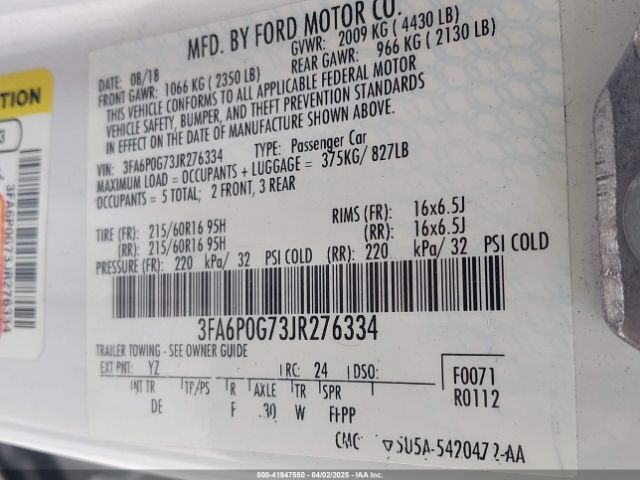 MFD. BY FORD MOTOR CO.
DATE: 08/18
GVWR: 2009 KG ( 4430 LB)
FRONT GAWR: 1066 KG ( 2350 LB)
REAR GAWR: 966 KG ( 2130 LB)
THIS VEHICLE CONFORMS TO ALL APPLICABLE FEDERAL MOTOR
VEHICLE SAFETY, BUMPER, AND THEFT PREVENTION STANDARDS
IN EFFECT ON THE DATE OF MANUFACTURE SHOWN ABOVE.
VIN: 3FA6P0G73JR276334 TYPE: Passenger Car
MAXIMUM LOAD = OCCUPANTS + LUGGAGE = 375KG/ 827LB
OCCUPANTS = 5 TOTAL; 2 FRONT, 3 REAR
TIRE (FR): 215/60R16 95H RIMS (FR): 16x6.5J
(RR): 215/60R16 95H (RR): 16x6.5J
PRESSURE (FR): 220 kPa/ 32 PSI COLD (RR): 220 kPa/ 32 PSI COLD
3FA6P0G73JR276334
TRAILER TOWING - SEE OWNER GUIDE
EXT PNT: YZ RC: 24 DSO:
INT TR TP/PS R AXLE TR SPR
DE F 30 W
F0071
R0112
3FA6P0G73JR276334
000-41947550 - 04/02/2025 - IAAI.COM